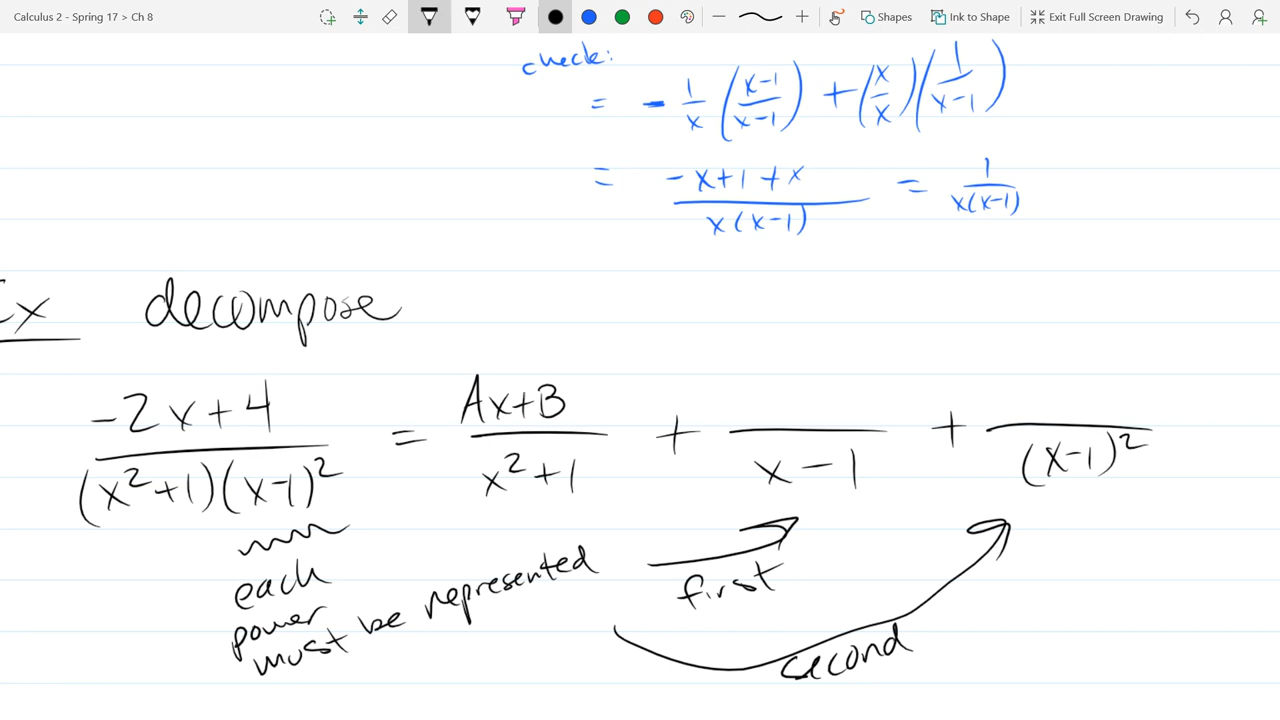 Calculus 2 - Spring 17 > Ch 8
Shapes
Ink to Shape
Exit Full Screen Drawing
check:
= - 1/x ((x-1)/(x-1)) + (x/x)(1/(x-1))
= (-x+1+x)/(x(x-1)) = 1/(x(x-1))
Ex decompose
(-2x+4)/((x²+1)(x-1)²) = (Ax+B)/(x²+1) + /(x-1) + /((x-1)²)
each
power
must be represented
first
second